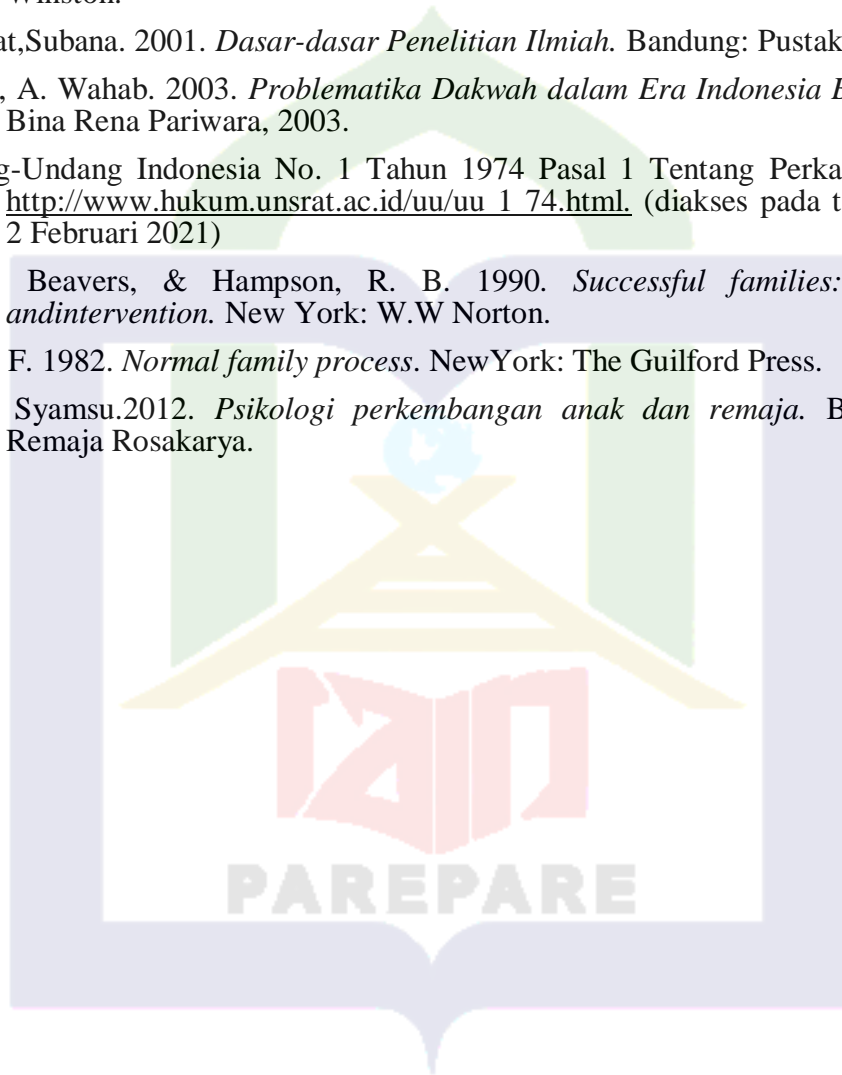 Winston.
at,Subana. 2001. Dasar-dasar Penelitian Ilmiah. Bandung: Pustak
, A. Wahab. 2003. Problematika Dakwah dalam Era Indonesia
Bina Rena Pariwara, 2003.
g-Undang Indonesia No. 1 Tahun 1974 Pasal 1 Tentang Perka
http://www.hukum.unsrat.ac.id/uu/uu 1 74.html. (diakses pada t
2 Februari 2021)
Beavers, & Hampson, R. B. 1990. Successful families:
andintervention. New York: W.W Norton.
F. 1982. Normal family process. NewYork: The Guilford Press.
Syamsu.2012. Psikologi perkembangan anak dan remaja. B
Remaja Rosakarya.
IAIN
PAREPARE